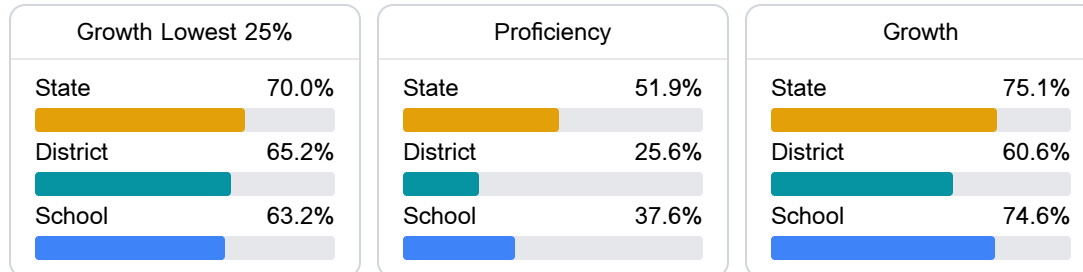 Growth Lowest 25%
State 70.0%
District 65.2%
School 63.2%
Proficiency
State 51.9%
District 25.6%
School 37.6%
Growth
State 75.1%
District 60.6%
School 74.6%